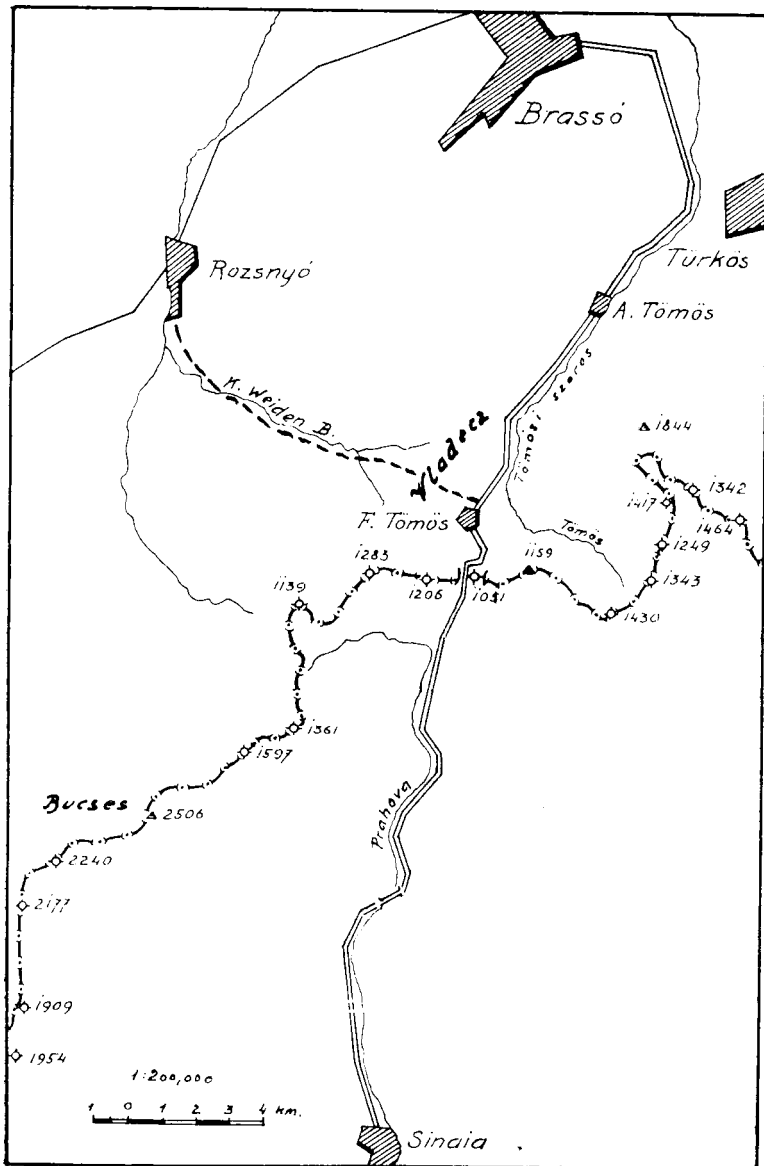 Brassó
Türkös
Rozsnyó
A. Tömös
K. Weiden B.
Tömösi szoros
Vladecz
1844
1342
1417
1464
F. Tömös
Tömös
1249
1283
1159
1343
1139
1206
1051
1430
1361
1597
Bucses
2506
Prahova
2240
2177
1909
1954
1:200,000
1 0 1 2 3 4 km.
Sinaia